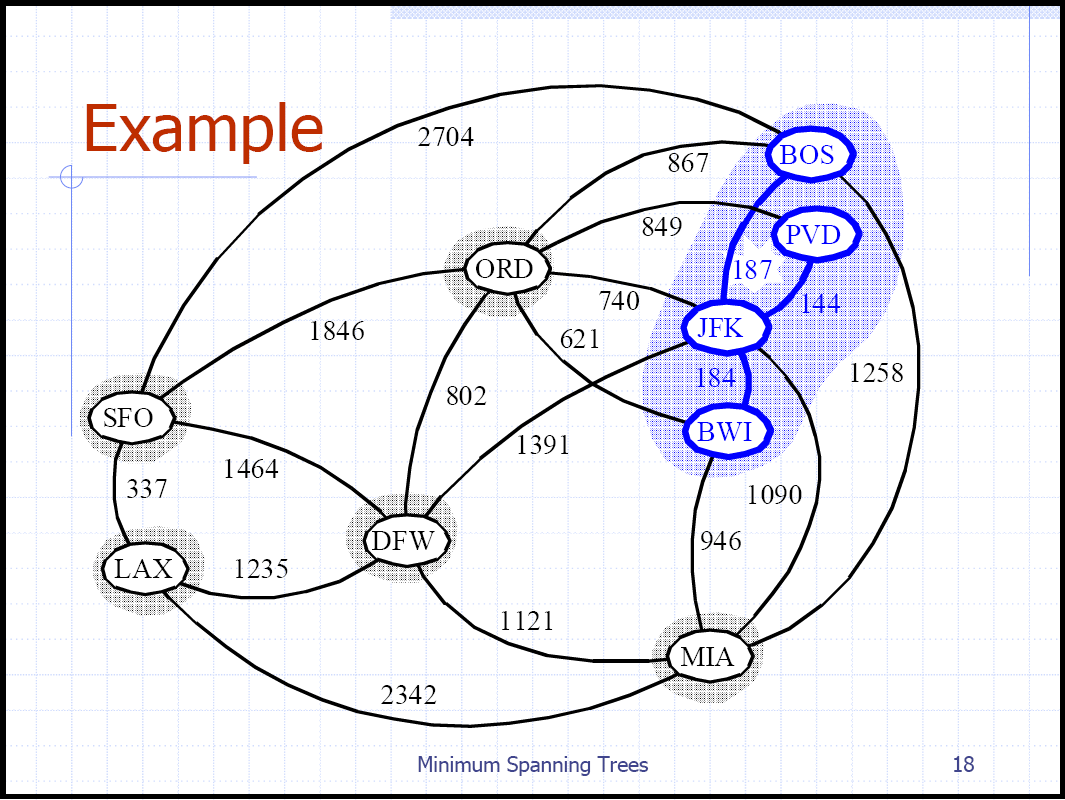 Example
2704
BOS
867
PVD
849
ORD
187
740
144
JFK
1846
621
1258
184
802
SFO
BWI
1391
1464
337
1090
DFW
946
LAX
1235
1121
MIA
2342
Minimum Spanning Trees
18